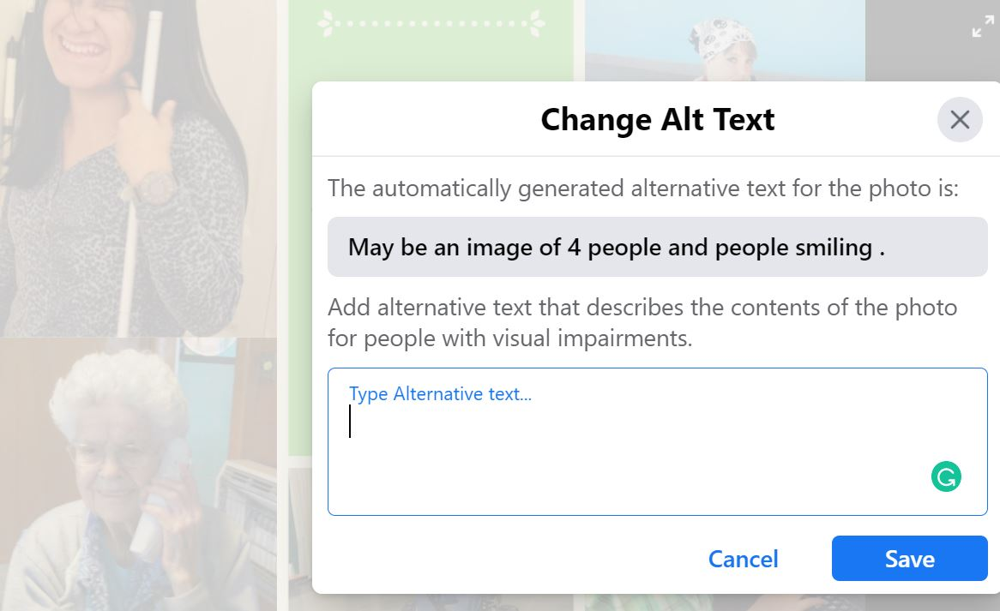 Change Alt Text
The automatically generated alternative text for the photo is:
May be an image of 4 people and people smiling .
Add alternative text that describes the contents of the photo
for people with visual impairments.
Type Alternative text...
Cancel
Save